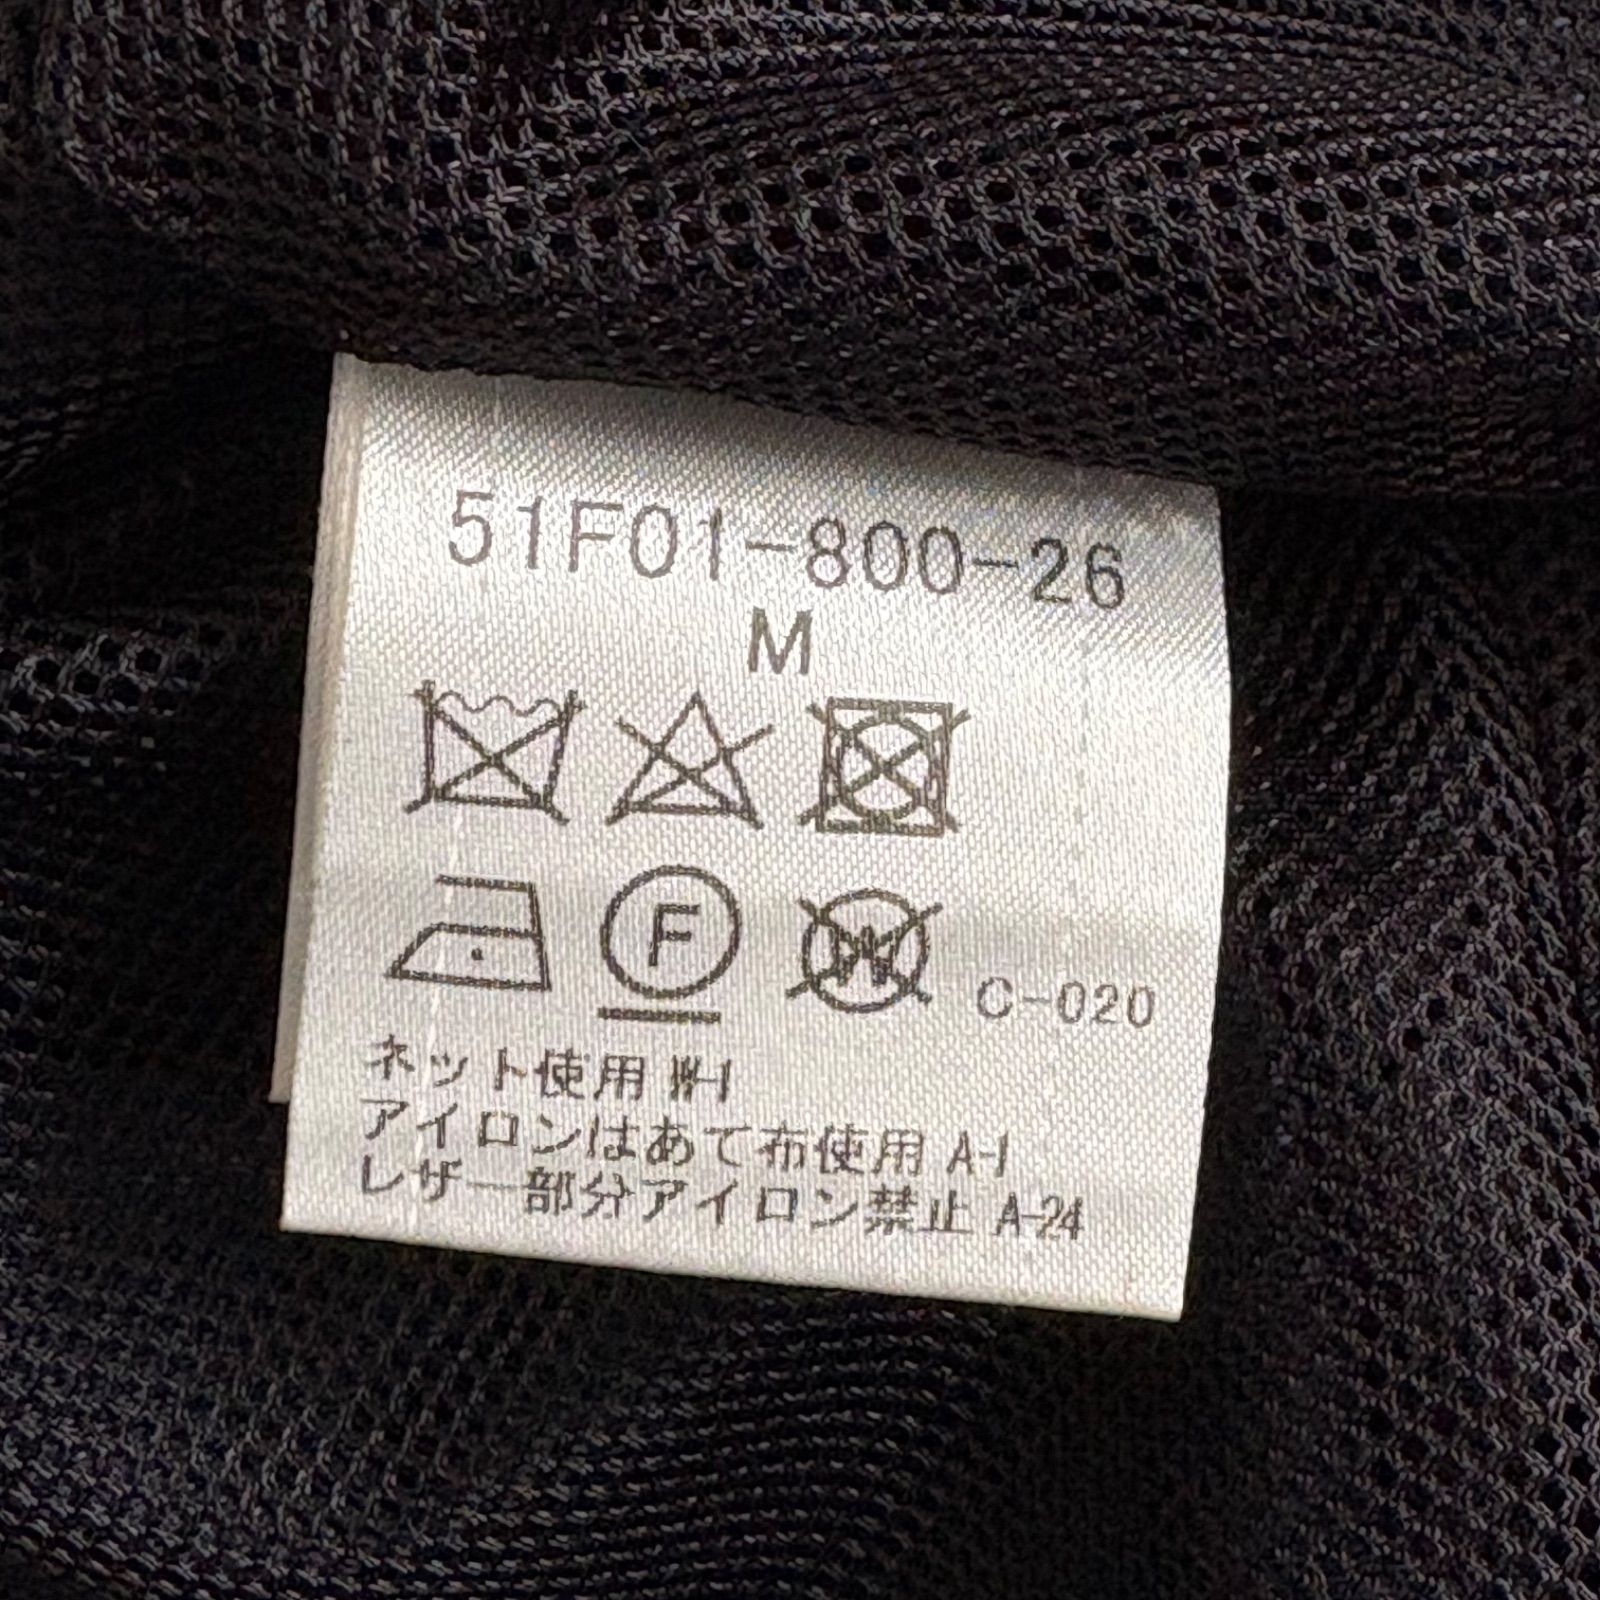 51F01-800-26
M
F
W
C-020
ネット使用 W-1
アイロンはあて布使用 A-1
レザー部分アイロン禁止 A-24